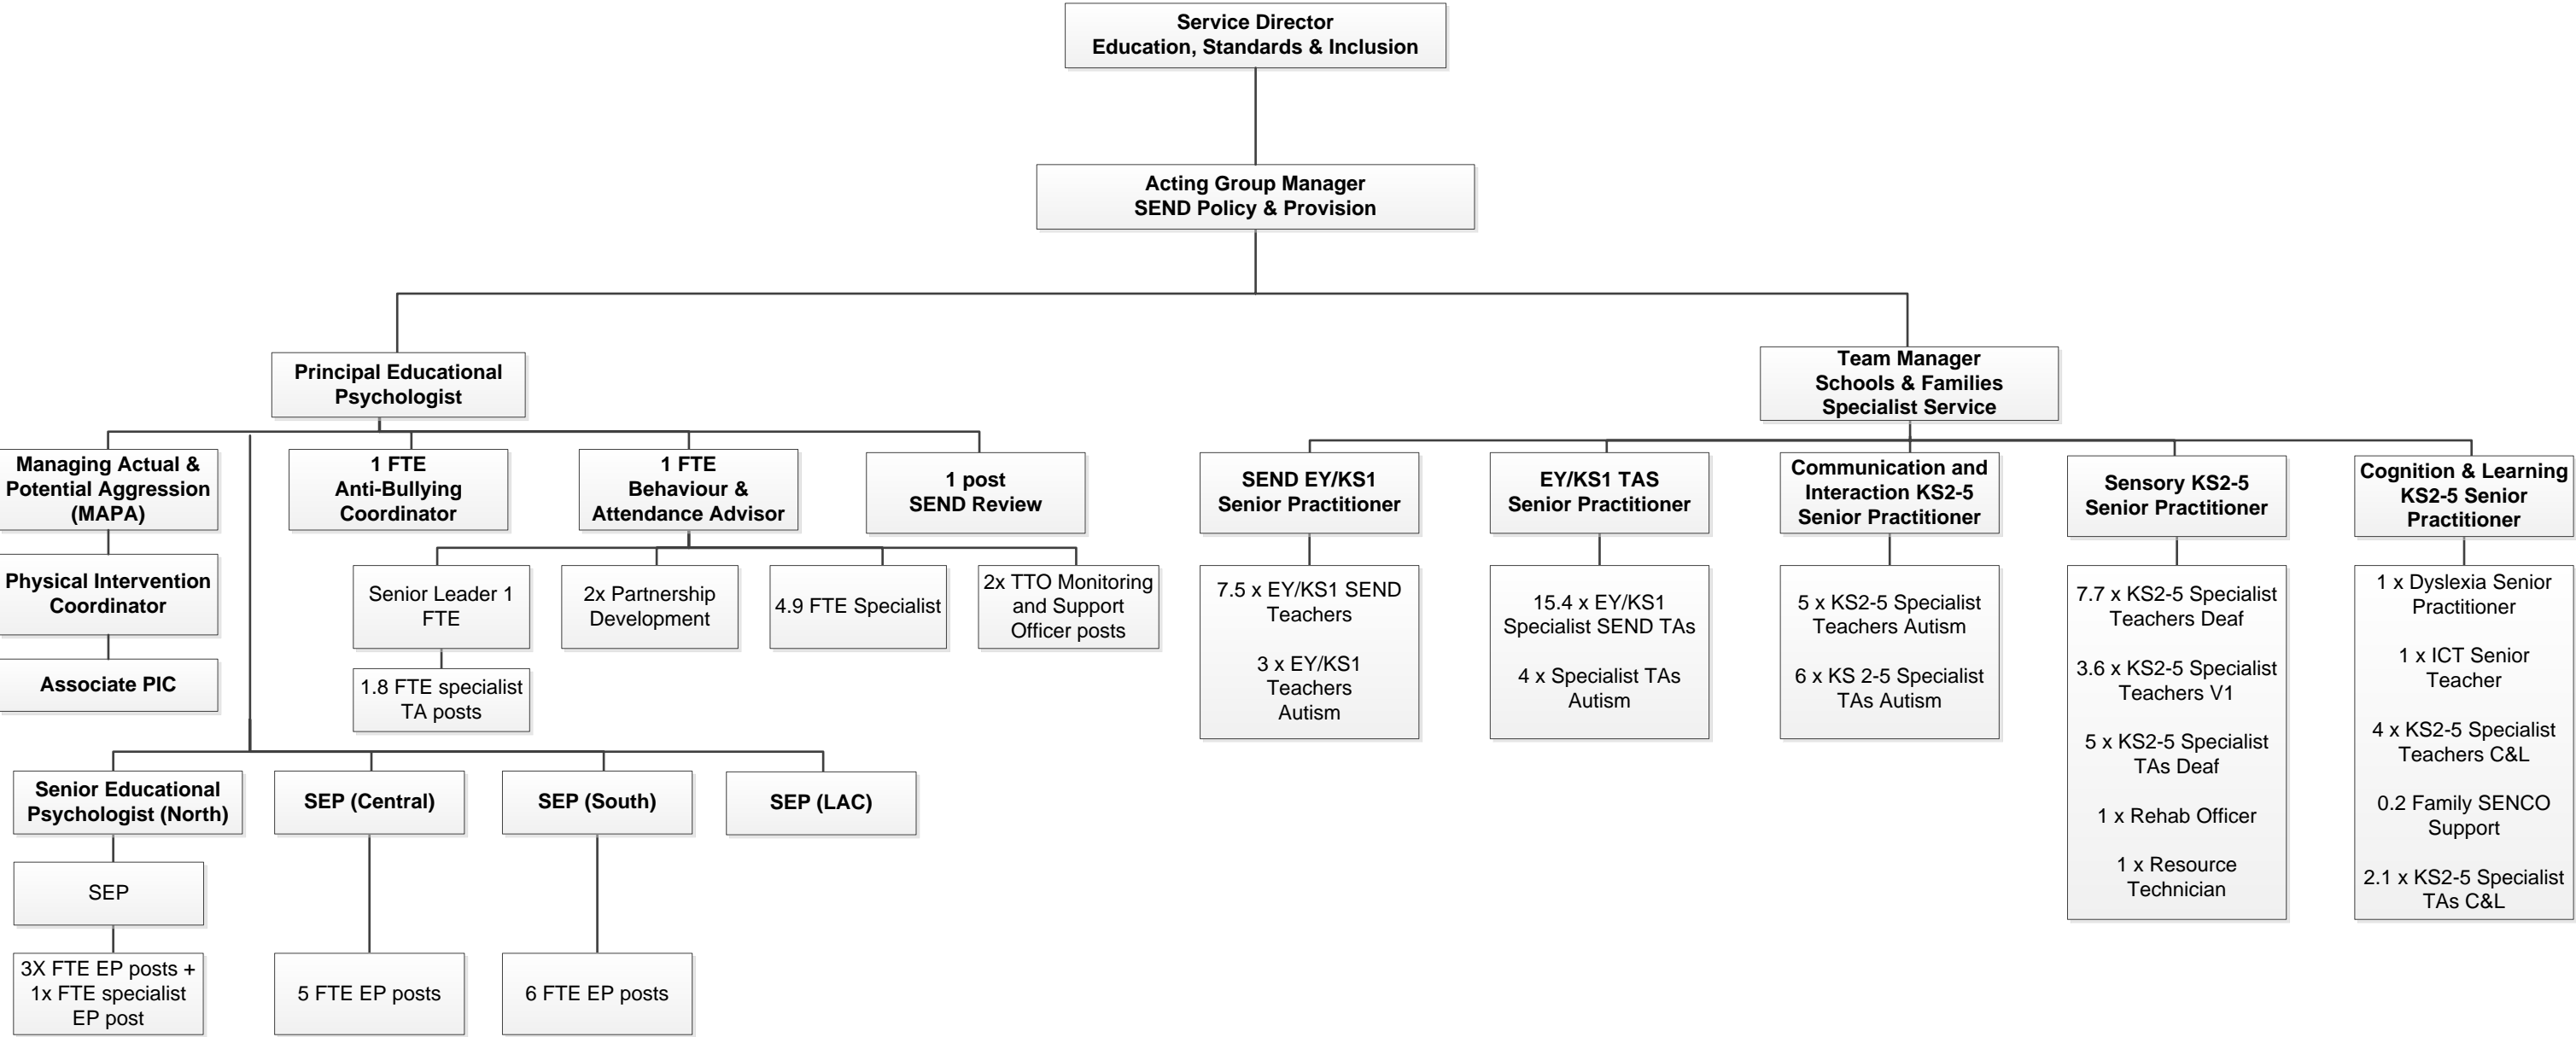 Service Director
Education, Standards & Inclusion
Acting Group Manager
SEND Policy & Provision
Principal Educational
Psychologist
Team Manager
Schools & Families
Specialist Service
Managing Actual &
Potential Aggression
(MAPA)
1 FTE
Anti-Bullying
Coordinator
1 FTE
Behaviour &
Attendance Advisor
1 post
SEND Review
SEND EY/KS1
Senior Practitioner
EY/KS1 TAS
Senior Practitioner
Communication and
Interaction KS2-5
Senior Practitioner
Sensory KS2-5
Senior Practitioner
Cognition & Learning
KS2-5 Senior
Practitioner
Physical Intervention
Coordinator
Associate PIC
Senior Leader 1
FTE
1.8 FTE specialist
TA posts
2x Partnership
Development
4.9 FTE Specialist
2x TTO Monitoring
and Support
Officer posts
7.5 x EY/KS1 SEND
Teachers
3 x EY/KS1
Teachers
Autism
15.4 x EY/KS1
Specialist SEND TAs
4 x Specialist TAs
Autism
5 x KS2-5 Specialist
Teachers Autism
6 x KS 2-5 Specialist
TAs Autism
7.7 x KS2-5 Specialist
Teachers Deaf
3.6 x KS2-5 Specialist
Teachers V1
5 x KS2-5 Specialist
TAs Deaf
1 x Rehab Officer
1 x Resource
Technician
1 x Dyslexia Senior
Practitioner
1 x ICT Senior
Teacher
4 x KS2-5 Specialist
Teachers C&L
0.2 Family SENCO
Support
2.1 x KS2-5 Specialist
TAs C&L
Senior Educational
Psychologist (North)
SEP (Central)
SEP (South)
SEP (LAC)
SEP
3X FTE EP posts +
1x FTE specialist
EP post
5 FTE EP posts
6 FTE EP posts